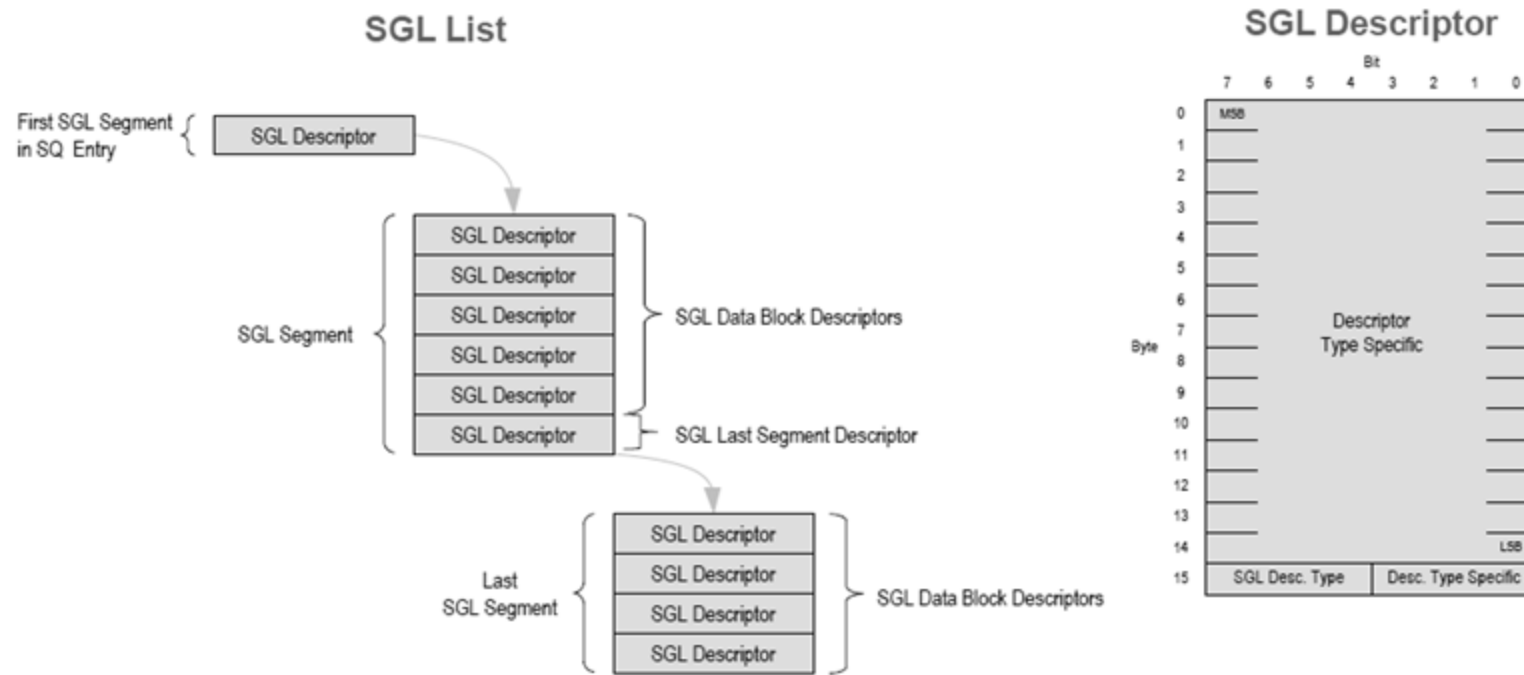 SGL List
First SGL Segment
in SQ Entry
SGL Descriptor
SGL Segment
SGL Descriptor
SGL Descriptor
SGL Descriptor
SGL Descriptor
SGL Descriptor
SGL Descriptor
SGL Data Block Descriptors
SGL Last Segment Descriptor
Last
SGL Segment
SGL Descriptor
SGL Descriptor
SGL Descriptor
SGL Descriptor
SGL Data Block Descriptors
SGL Descriptor
Bit
7 6 5 4 3 2 1 0
Byte
0 MSB
1
2
3
4
5
6
7
8
9
10
11
12
13
14 LSB
Descriptor
Type Specific
15 SGL Desc. Type Desc. Type Specific